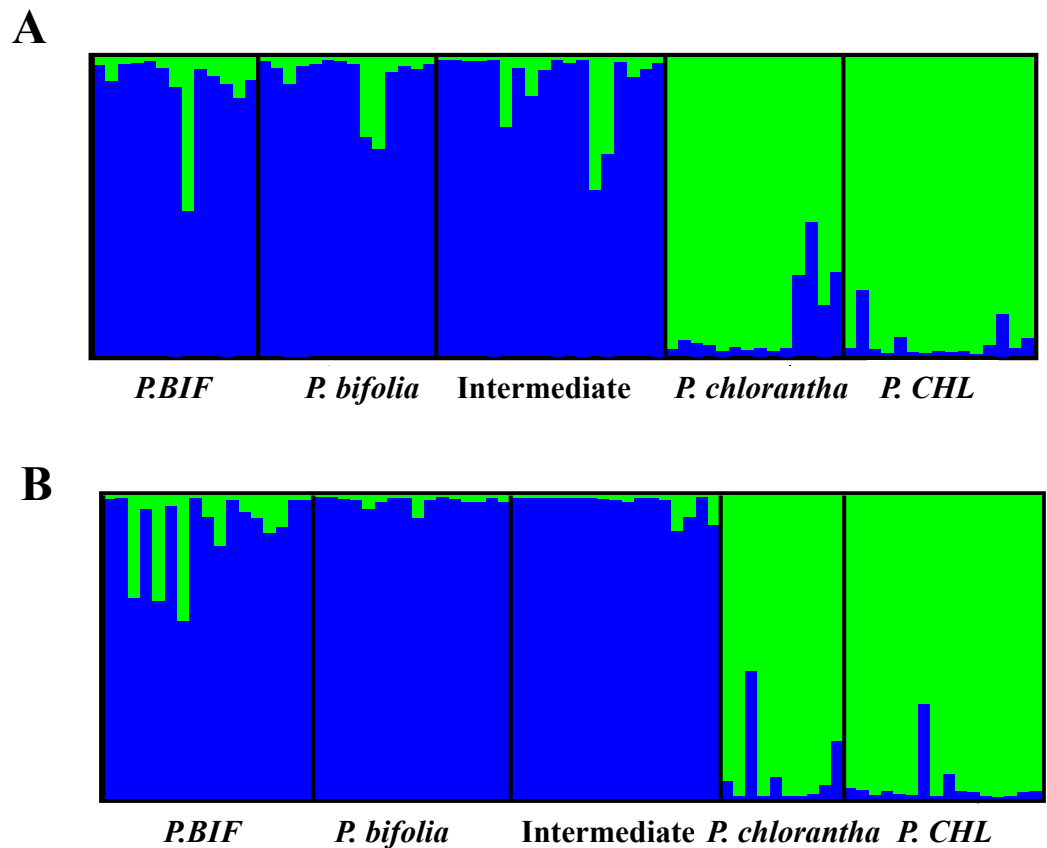 A
P.BIF P. bifolia Intermediate P. chlorantha P. CHL
B
P.BIF P. bifolia Intermediate P. chlorantha P. CHL